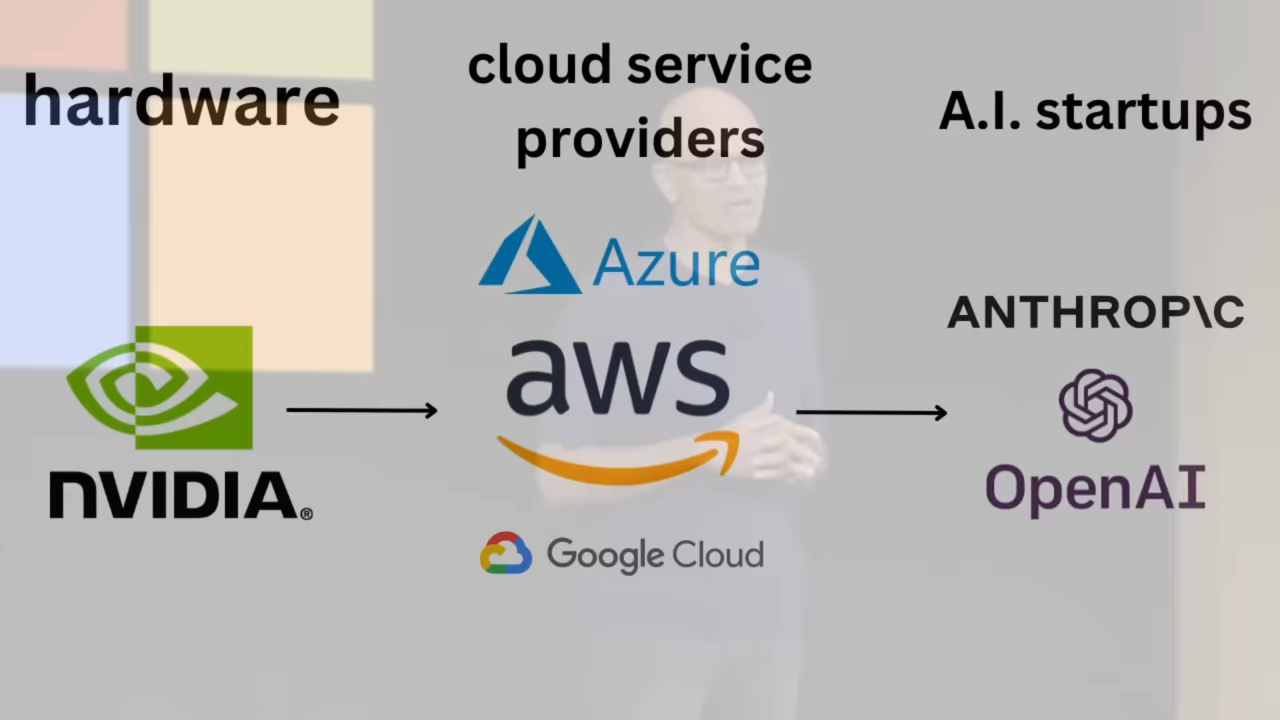 hardware
cloud service
providers
A.I. startups
Azure
aws
Google Cloud
nVIDIA®
ANTHROP\C
OpenAI